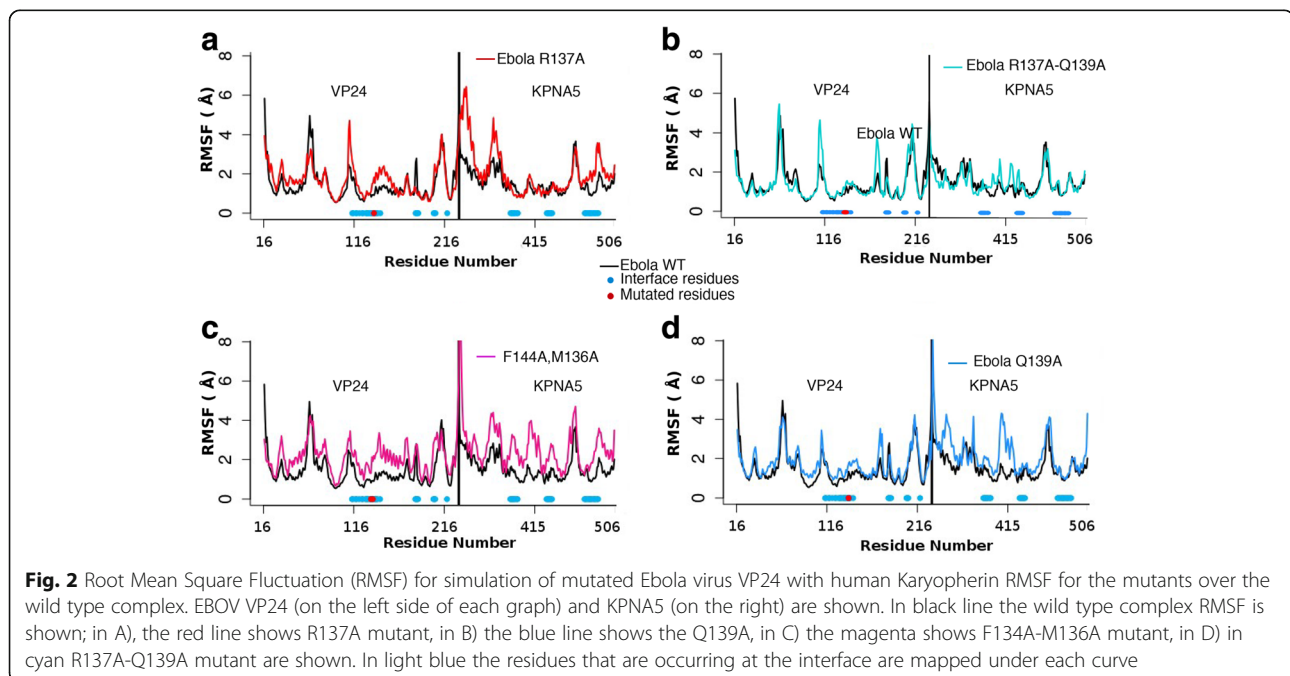 a
8
6
4
2
0
RMSF ( Å)
Ebola R137A
VP24
KPNA5
16
116
216
415
506
Residue Number
b
8
6
4
2
0
RMSF ( Å)
Ebola R137A-Q139A
VP24
KPNA5
Ebola WT
16
116
216
415
506
Residue Number
Ebola WT
Interface residues
Mutated residues
c
8
6
4
2
0
RMSF ( Å)
F144A,M136A
VP24
KPNA5
16
116
216
415
506
Residue Number
d
8
6
4
2
0
RMSF ( Å)
Ebola Q139A
VP24
KPNA5
16
116
216
415
506
Residue Number
Fig. 2 Root Mean Square Fluctuation (RMSF) for simulation of mutated Ebola virus VP24 with human Karyopherin RMSF for the mutants over the
wild type complex. EBOV VP24 (on the left side of each graph) and KPNA5 (on the right) are shown. In black line the wild type complex RMSF is
shown; in A), the red line shows R137A mutant, in B) the blue line shows the Q139A, in C) the magenta shows F134A-M136A mutant, in D) in
cyan R137A-Q139A mutant are shown. In light blue the residues that are occurring at the interface are mapped under each curve